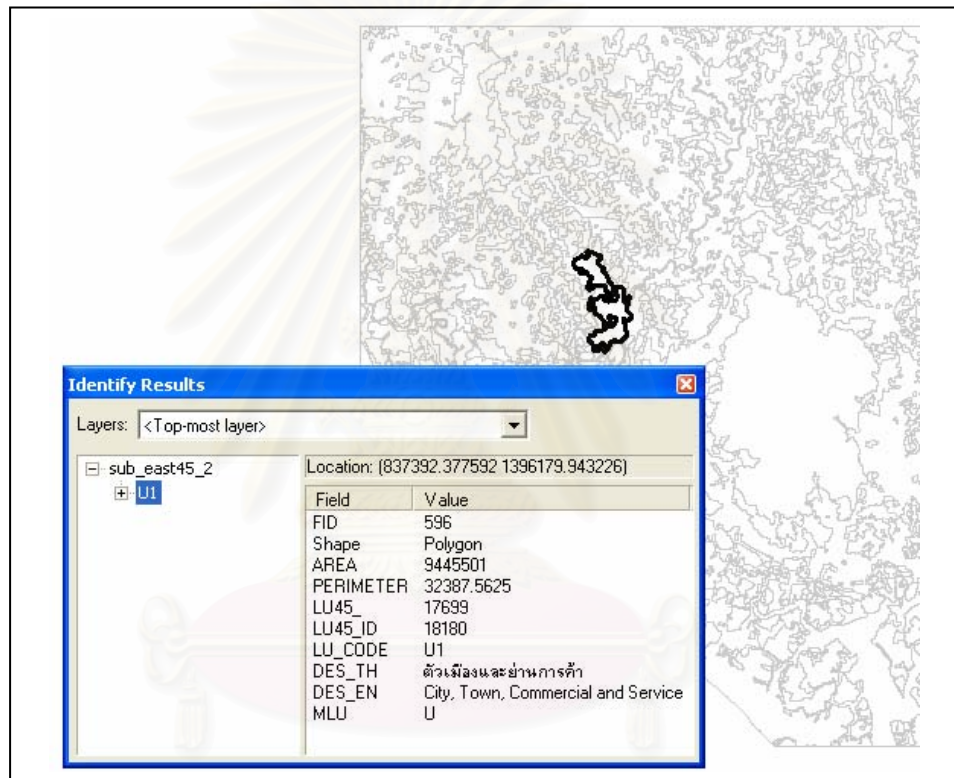 Identify Results
Layers: <Top-most layer>
sub_east45_2
U1
Location: (837392.377592 1396179.943226)
Field Value
FID 596
Shape Polygon
AREA 9445501
PERIMETER 32387.5625
LU45_ 17699
LU45_ID 18180
LU_CODE U1
DES_TH ตัวเมืองและย่านการค้า
DES_EN City, Town, Commercial and Service
MLU U